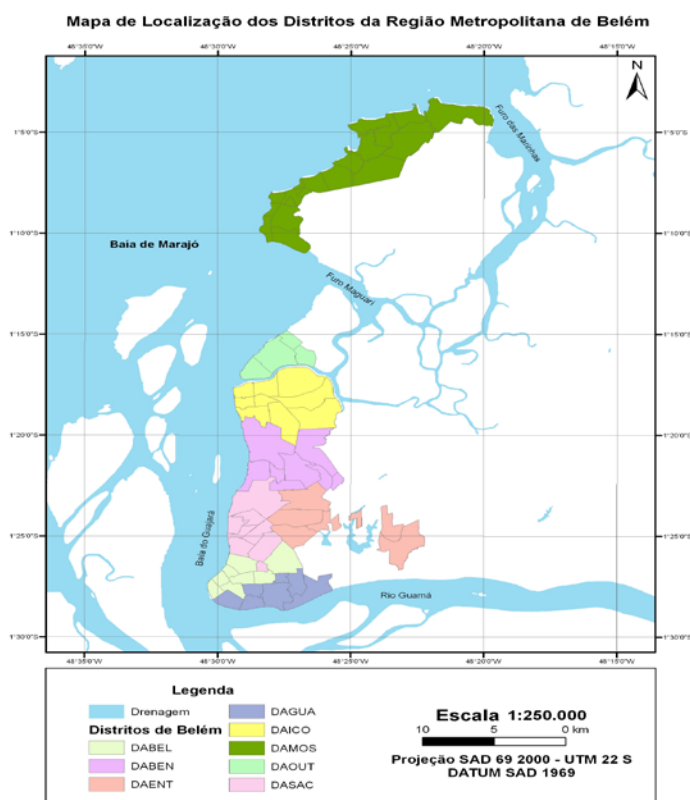 Mapa de Localização dos Distritos da Região Metropolitana de Belém
48°35'0"S 48°30'0"S 48°25'0"S 48°20'0"S 48°15'0"S
N
Furo das Marinhas
1°5'0"S 1°5'0"S
1°10'0"S 1°10'0"S
Baia de Marajó
Furo Maguari
1°15'0"S 1°15'0"S
1°20'0"S 1°20'0"S
1°25'0"S 1°25'0"S
Baia do Guajará
Rio Guamá
1°30'0"S 1°30'0"S
48°35'0"S 48°30'0"S 48°25'0"S 48°20'0"S 48°15'0"S
Legenda
Drenagem
Distritos de Belém
DABEL
DABEN
DAENT
DAGUA
DAICO
DAMOS
DAOUT
DASAC
Escala 1:250.000
10 5 0 km
Projeção SAD 69 2000 - UTM 22 S
DATUM SAD 1969